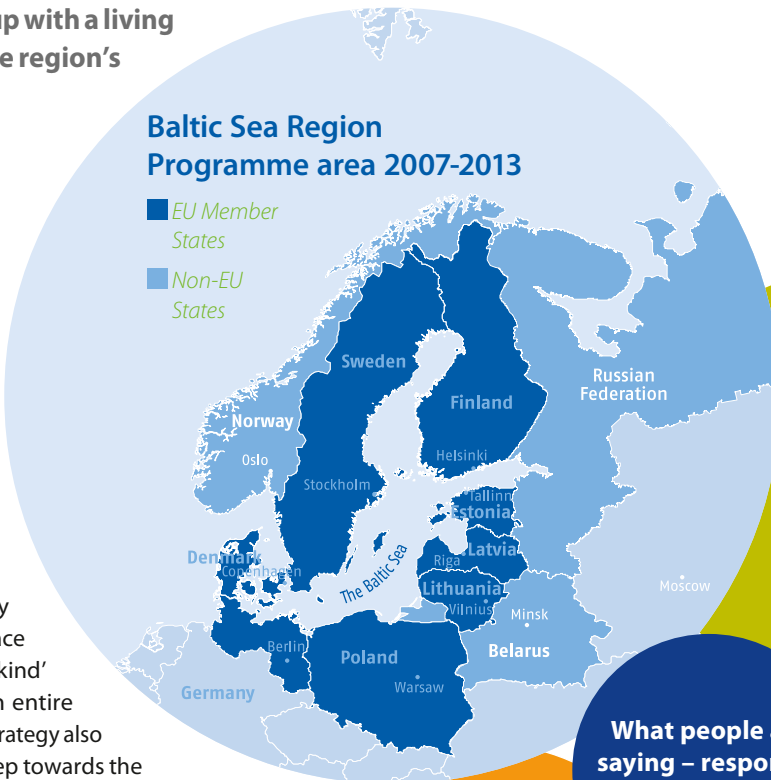 up with a living
e region's
Baltic Sea Region
Programme area 2007-2013
EU Member
States
Non-EU
States
Sweden
Finland
Russian
Federation
Norway
Oslo
Helsinki
Stockholm
Tallinn
Estonia
Denmark
Copenhagen
The Baltic Sea
Riga
Latvia
Lithuania
Vilnius
Moscow
Minsk
Belarus
Berlin
Poland
Germany
Warsaw
y
ce
kind'
n entire
rategy also
ep towards the
What people a
saying – respon